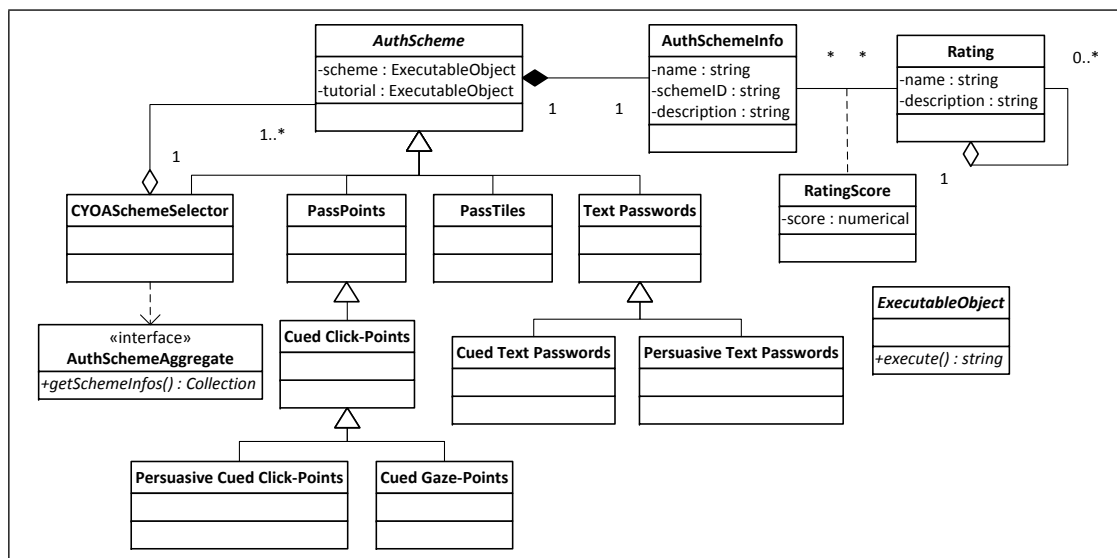 AuthScheme
-scheme : ExecutableObject
-tutorial : ExecutableObject
AuthSchemeInfo
-name : string
-schemeID : string
-description : string
Rating
-name : string
-description : string
1
1
*
*
0..*
1
1..*
1
RatingScore
-score : numerical
CYOASchemeSelector
PassPoints
PassTiles
Text Passwords
ExecutableObject
+execute() : string
«interface»
AuthSchemeAggregate
+getSchemeInfos() : Collection
Cued Click-Points
Cued Text Passwords
Persuasive Text Passwords
Persuasive Cued Click-Points
Cued Gaze-Points